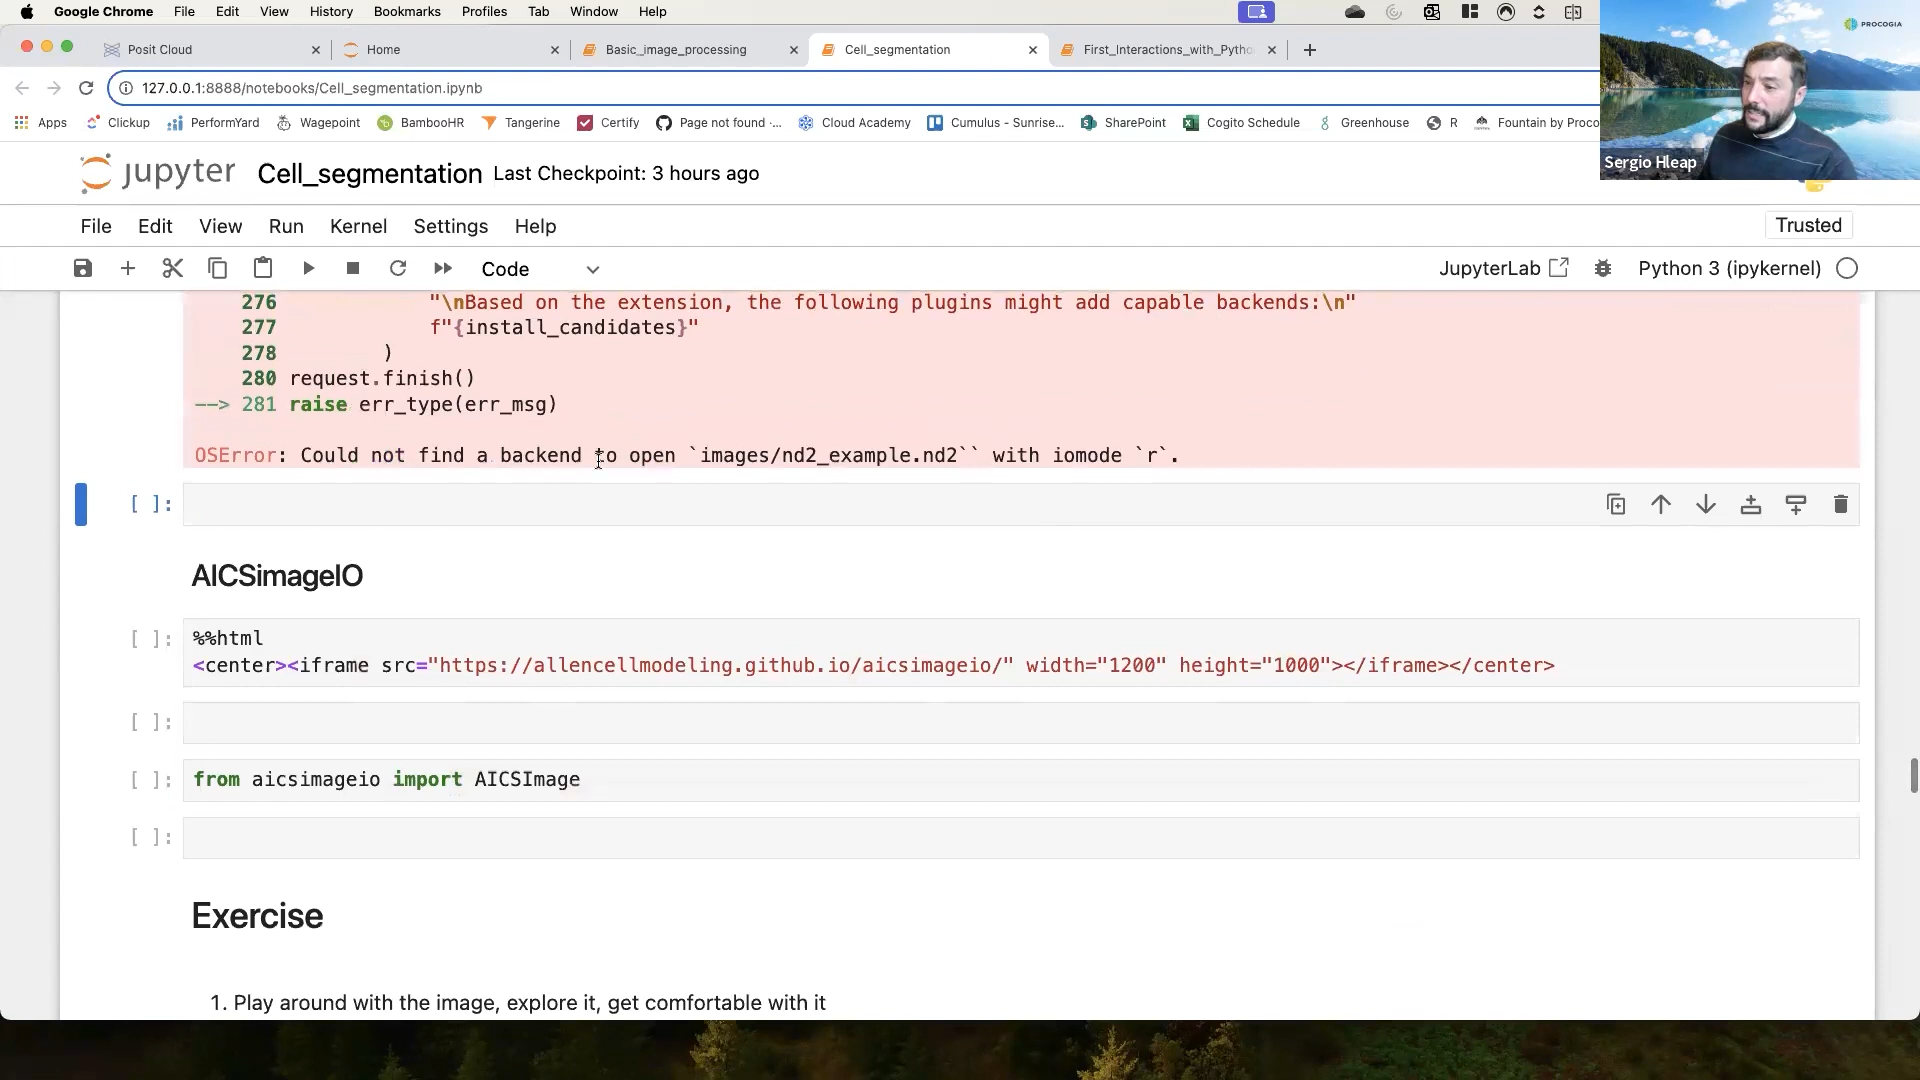 Google Chrome File Edit View History Bookmarks Profiles Tab Window Help
Posit Cloud
Home
Basic_image_processing
Cell_segmentation
First_Interactions_with_Pytho
127.0.0.1:8888/notebooks/Cell_segmentation.ipynb
Apps Clickup PerformYard Wagepoint BambooHR Tangerine Certify Page not found ·... Cloud Academy Cumulus - Sunrise... SharePoint Cogito Schedule Greenhouse R Fountain by Proco
PROCOGIA
Sergio Hleap
jupyter Cell_segmentation Last Checkpoint: 3 hours ago
File Edit View Run Kernel Settings Help
Trusted
Code
JupyterLab
Python 3 (ipykernel)
276 "\nBased on the extension, the following plugins might add capable backends:\n"
277 f"{install_candidates}"
278 )
280 request.finish()
--> 281 raise err_type(err_msg)
OSError: Could not find a backend to open `images/nd2_example.nd2`` with iomode `r`.
[ ]:
AICSimageIO
[ ]: %%html
<center><iframe src="https://allencellmodeling.github.io/aicsimageio/" width="1200" height="1000"></iframe></center>
[ ]:
[ ]: from aicsimageio import AICSImage
[ ]:
Exercise
1. Play around with the image, explore it, get comfortable with it